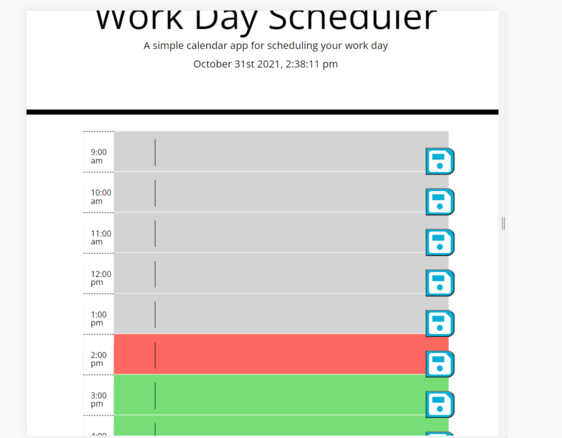 Work Day Scheduler
A simple calendar app for scheduling your work day
October 31st 2021, 2:38:11 pm
9:00
am
10:00
am
11:00
am
12:00
pm
1:00
pm
2:00
pm
3:00
pm
4:00